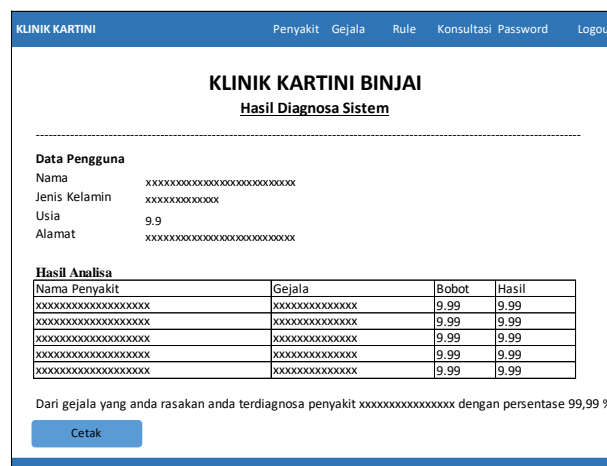 KLINIK KARTINI Penyakit Gejala Rule Konsultasi Password Logou
KLINIK KARTINI BINJAI
Hasil Diagnosa Sistem
--------------------------------------------------------------------------------------------------------------------------------
Data Pengguna
Nama xxxxxxxxxxxxxxxxxxxxxxxxxx
Jenis Kelamin xxxxxxxxxxxxx
Usia 9.9
Alamat xxxxxxxxxxxxxxxxxxxxxxxxxx
Hasil Analisa
Nama Penyakit Gejala Bobot Hasil
xxxxxxxxxxxxxxxxxxx xxxxxxxxxxxxxx 9.99 9.99
xxxxxxxxxxxxxxxxxxx xxxxxxxxxxxxxx 9.99 9.99
xxxxxxxxxxxxxxxxxxx xxxxxxxxxxxxxx 9.99 9.99
xxxxxxxxxxxxxxxxxxx xxxxxxxxxxxxxx 9.99 9.99
xxxxxxxxxxxxxxxxxxx xxxxxxxxxxxxxx 9.99 9.99
Dari gejala yang anda rasakan anda terdiagnosa penyakit xxxxxxxxxxxxxxxx dengan persentase 99,99 %
Cetak